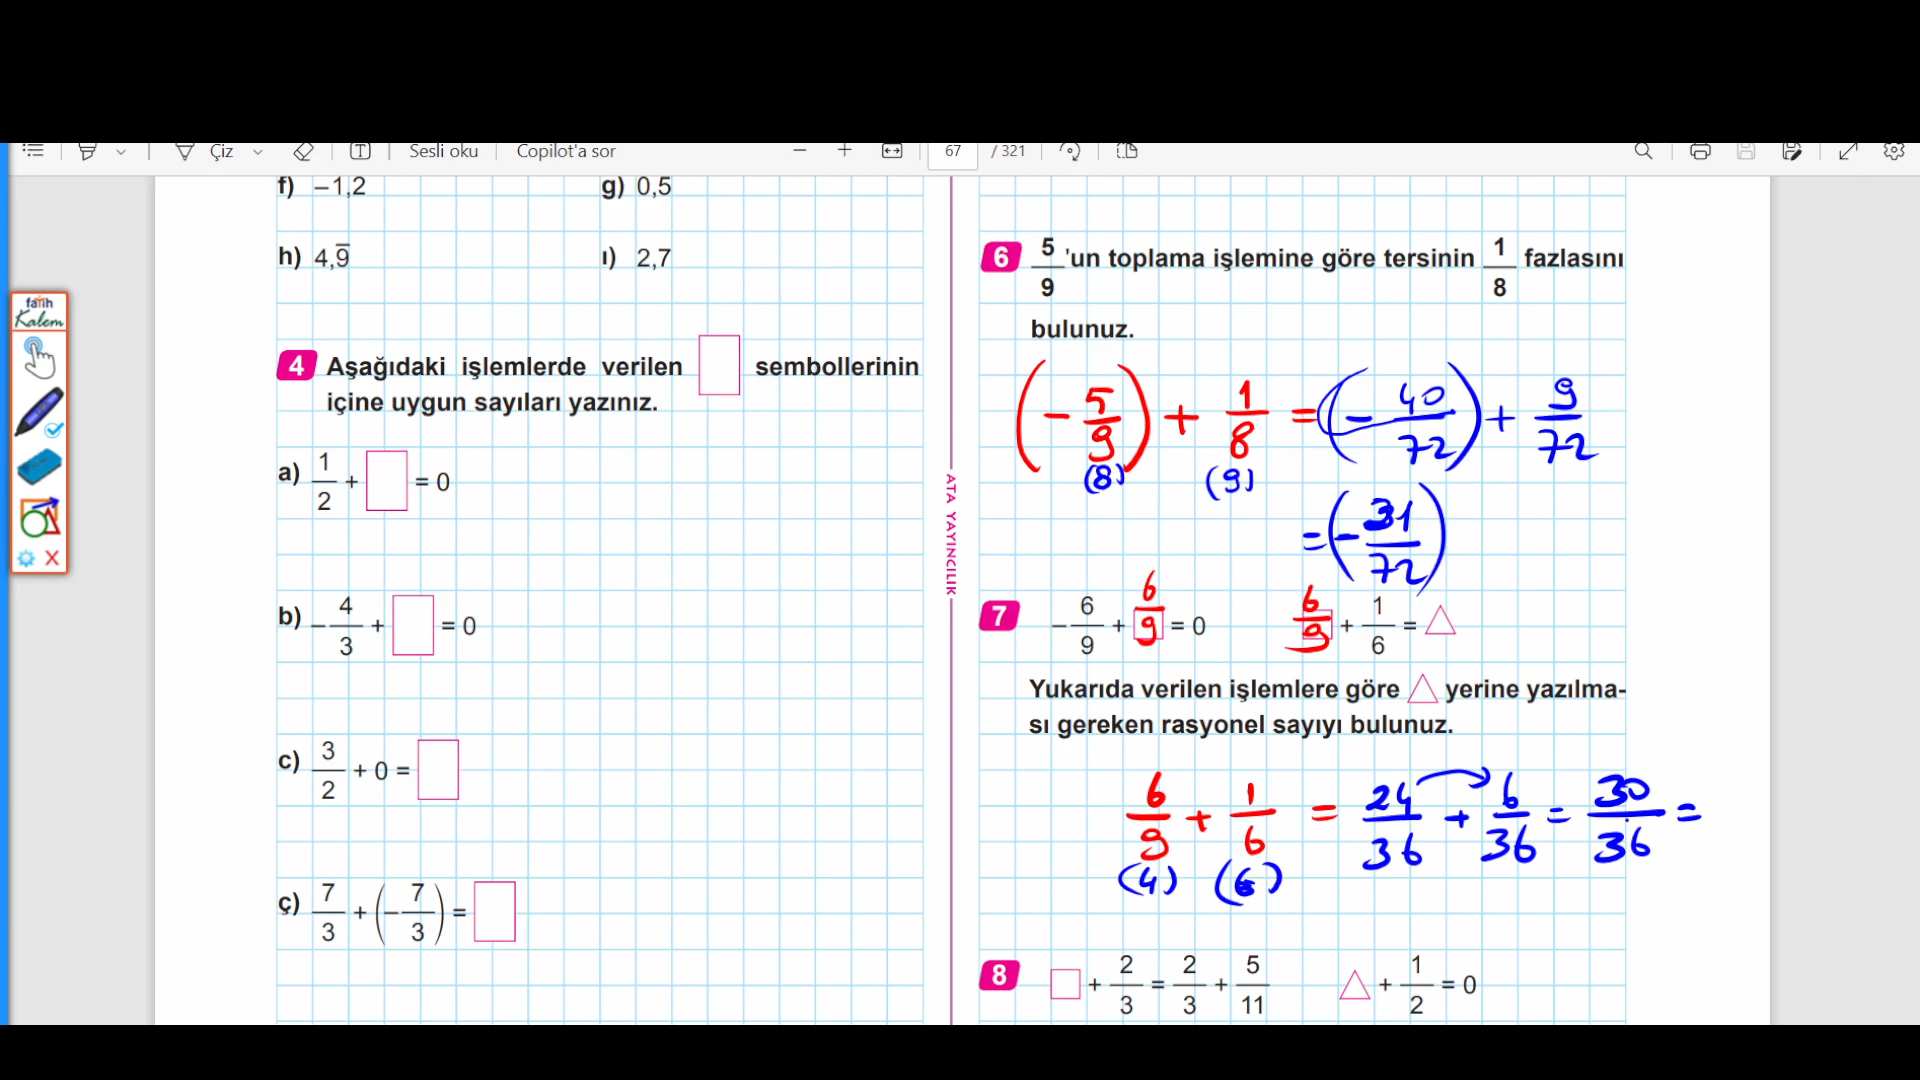 Çiz Sesli oku Copilot'a sor 67 / 321
fatih
Kalem
f) –1,2 g) 0,5
h) 4,9̅ ı) 2,7
4 Aşağıdaki işlemlerde verilen □ sembollerinin
içine uygun sayıları yazınız.
a) 1/2 + □ = 0
b) –4/3 + □ = 0
c) 3/2 + 0 = □
ç) 7/3 + (–7/3) = □
ATA YAYINCILIK
6 5/9 'un toplama işlemine göre tersinin 1/8 fazlasını
bulunuz.
(– 5/9) + 1/8 = (– 40/72) + 9/72
(8) (9)
= (– 31/72)
7 –6/9 + 6/9 = 0 6/9 + 1/6 = △
Yukarıda verilen işlemlere göre △ yerine yazılma-
sı gereken rasyonel sayıyı bulunuz.
6/9 + 1/6 = 24/36 + 6/36 = 30/36 =
(4) (6)
8 □ + 2/3 = 2/3 + 5/11 △ + 1/2 = 0